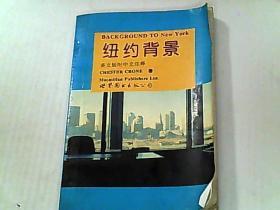 BACKGROUND TO New York
纽约背景
英文版附中文注释
CHESTER CRONE 著
Macmillan Publishers Ltd.
世界图书出版公司